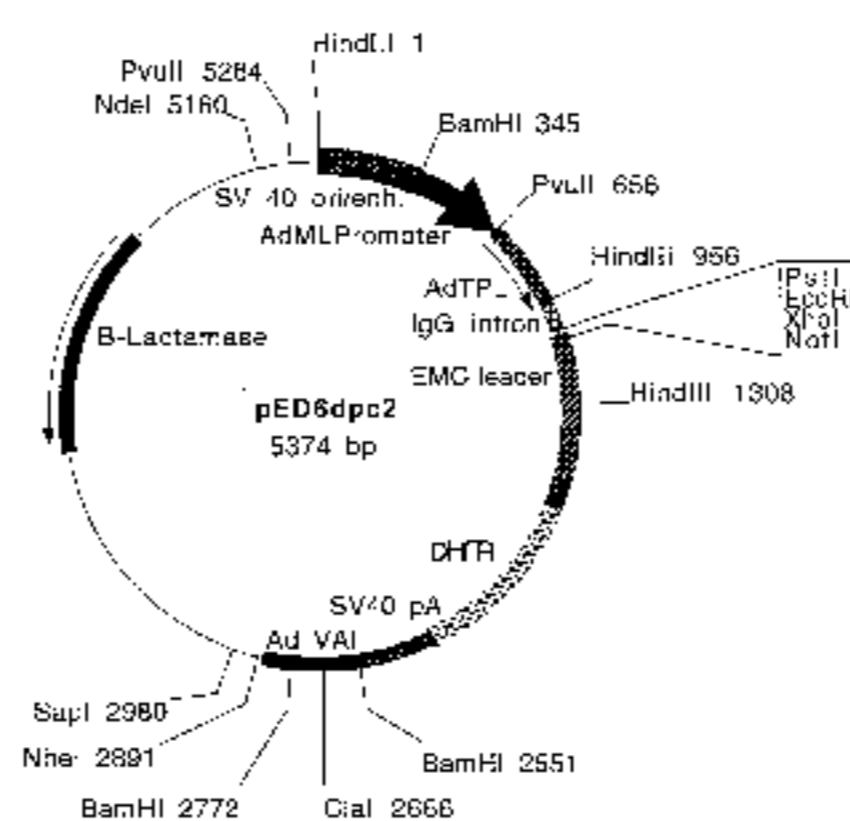 HindIII 1
PvuII 5284
NdeI 5160
BamHI 345
PvuII 656
SV 40 ori/enh.
AdMLPromoter
HindIII 956
AdTPL
IgG intron
PstI
EcoRI
XhoI
NotI
B-Lactamase
EMC leader
HindIII 1308
pED6dpc2
5374 bp
DHFR
SV40 pA
Ad VAI
SapI 2980
NheI 2891
BamHI 2551
BamHI 2772
ClaI 2666